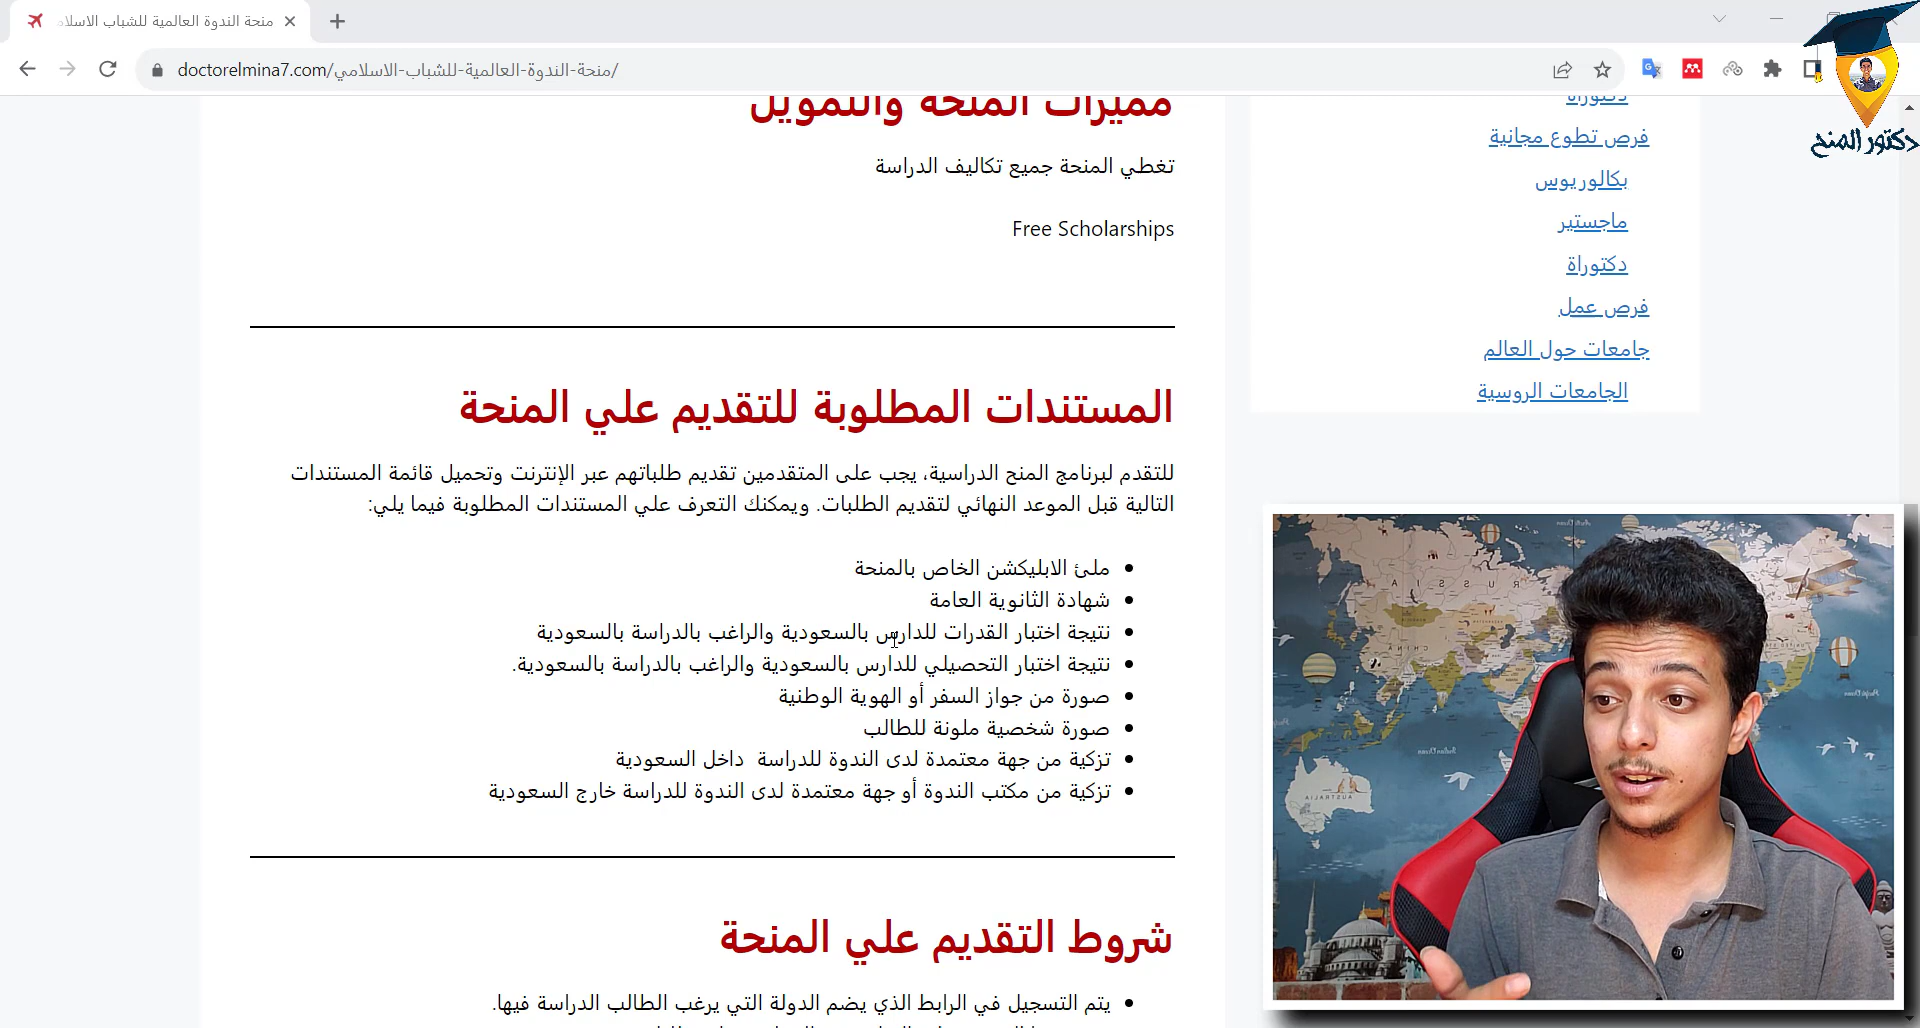 منحة الندوة العالمية للشباب الاسلا
doctorelmina7.com/منحة-الندوة-العالمية-للشباب-الاسلامي/
دكتور المنح
مميزات المنحة والتمويل
تغطي المنحة جميع تكاليف الدراسة
Free Scholarships
المستندات المطلوبة للتقديم علي المنحة
للتقدم لبرنامج المنح الدراسية، يجب على المتقدمين تقديم طلباتهم عبر الإنترنت وتحميل قائمة المستندات
التالية قبل الموعد النهائي لتقديم الطلبات. ويمكنك التعرف علي المستندات المطلوبة فيما يلي:
ملئ الابليكشن الخاص بالمنحة
شهادة الثانوية العامة
نتيجة اختبار القدرات للدارس بالسعودية والراغب بالدراسة بالسعودية
نتيجة اختبار التحصيلي للدارس بالسعودية والراغب بالدراسة بالسعودية.
صورة من جواز السفر أو الهوية الوطنية
صورة شخصية ملونة للطالب
تزكية من جهة معتمدة لدى الندوة للدراسة داخل السعودية
تزكية من مكتب الندوة أو جهة معتمدة لدى الندوة للدراسة خارج السعودية
شروط التقديم علي المنحة
يتم التسجيل في الرابط الذي يضم الدولة التي يرغب الطالب الدراسة فيها.
دكتوراة
فرص تطوع مجانية
بكالوريوس
ماجستير
دكتوراة
فرص عمل
جامعات حول العالم
الجامعات الروسية
RUSSIA
CHINA
AUSTRALIA